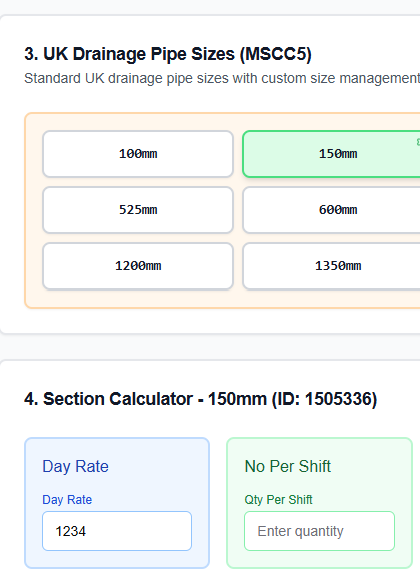 3. UK Drainage Pipe Sizes (MSCC5)
Standard UK drainage pipe sizes with custom size management
100mm 150mm
525mm 600mm
1200mm 1350mm
4. Section Calculator - 150mm (ID: 1505336)
Day Rate No Per Shift
Day Rate Qty Per Shift
1234 Enter quantity